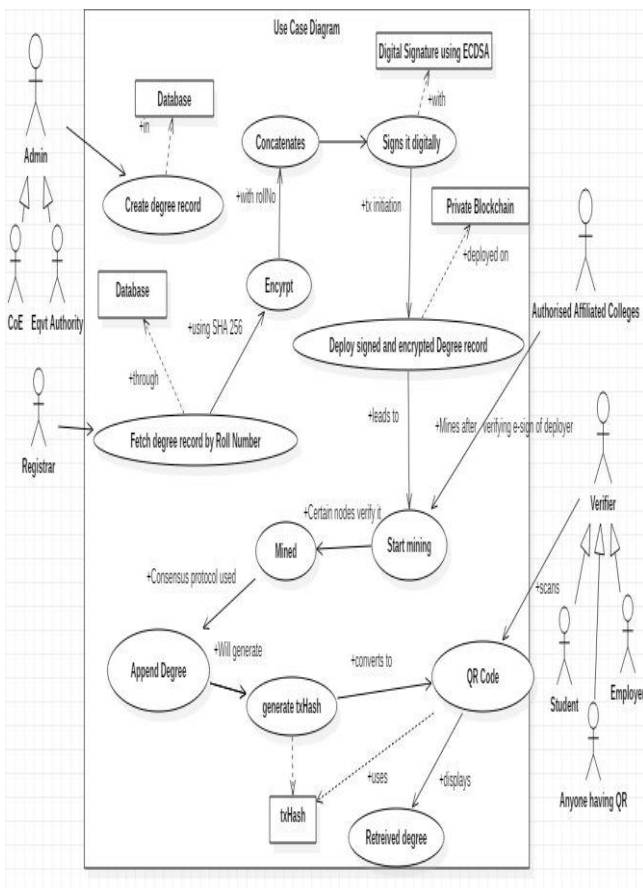 Use Case Diagram
Digital Signature using ECDSA
Database
+in
+with
Admin
Concatenates
Signs it digitally
Create degree record
+with rollNo
+tx initiation
Private Blockchain
+deployed on
CoE
Eqvt Authority
Database
Encyrpt
Authorised Affiliated Colleges
+using SHA 256
Deploy signed and encrypted Degree record
+through
+leads to
+Mines after verifying e-sign of deployer
Fetch degree record by Roll Number
Registrar
Verifier
+Certain nodes verify it
Mined
Start mining
+Consensus protocol used
+scans
+Will generate
+converts to
Append Degree
QR Code
generate txHash
Student
Employer
+uses
+displays
Anyone having QR
txHash
Retreived degree